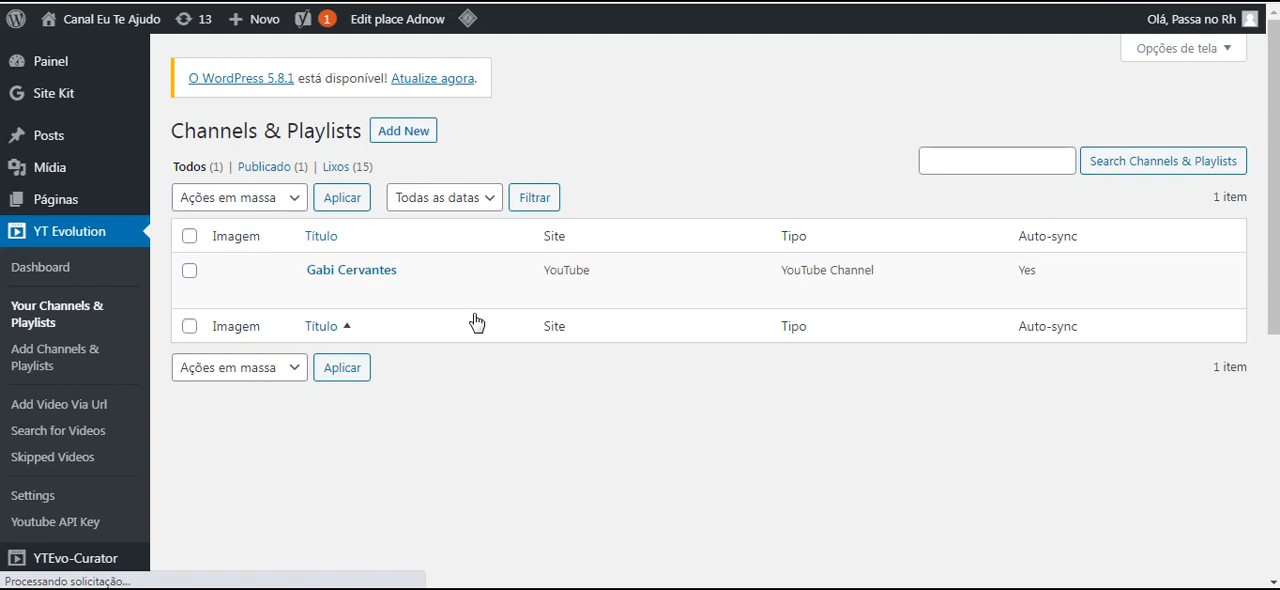 Canal Eu Te Ajudo 13 + Novo 1 Edit place Adnow Olá, Passa no Rh
Opções de tela ▼
Painel
Site Kit
Posts
Mídia
Páginas
YT Evolution
Dashboard
Your Channels &
Playlists
Add Channels &
Playlists
Add Video Via Url
Search for Videos
Skipped Videos
Settings
Youtube API Key
YTEvo-Curator
Processando solicitação...
O WordPress 5.8.1 está disponível! Atualize agora.
Channels & Playlists Add New
Todos (1) | Publicado (1) | Lixos (15)
Search Channels & Playlists
Ações em massa Aplicar Todas as datas Filtrar 1 item
Imagem Título Site Tipo Auto-sync
Gabi Cervantes YouTube YouTube Channel Yes
Imagem Título ▲ Site Tipo Auto-sync
Ações em massa Aplicar 1 item